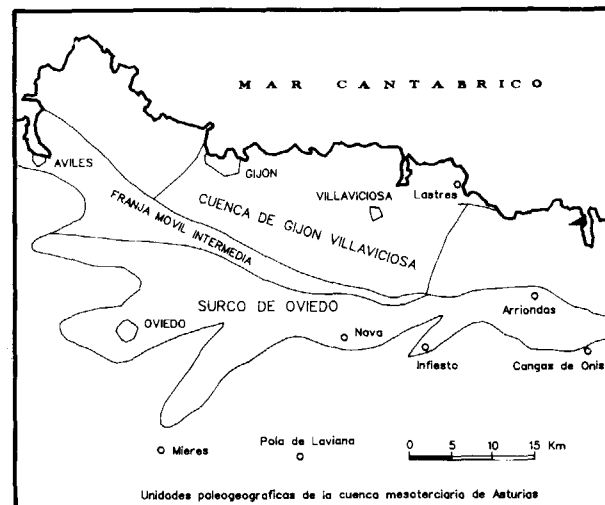 MAR CANTABRICO
AVILES
GIJON
VILLAVICIOSA
Lastres
CUENCA DE GIJON VILLAVICIOSA
FRANJA MOVIL INTERMEDIA
SURCO DE OVIEDO
OVIEDO
Nava
Arriondas
Infiesto
Cangas de Onis
Mieres
Pola de Laviana
0 5 10 15 Km
Unidades paleogeograficas de la cuenca mesoterciaria de Asturias